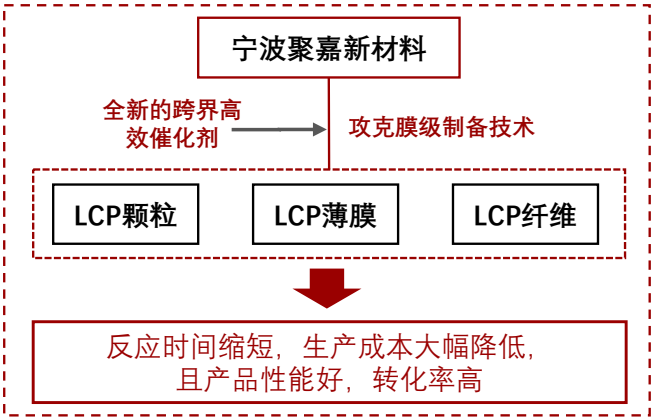 宁波聚嘉新材料
全新的跨界高
效催化剂
攻克膜级制备技术
LCP颗粒
LCP薄膜
LCP纤维
反应时间缩短，生产成本大幅降低，
且产品性能好，转化率高